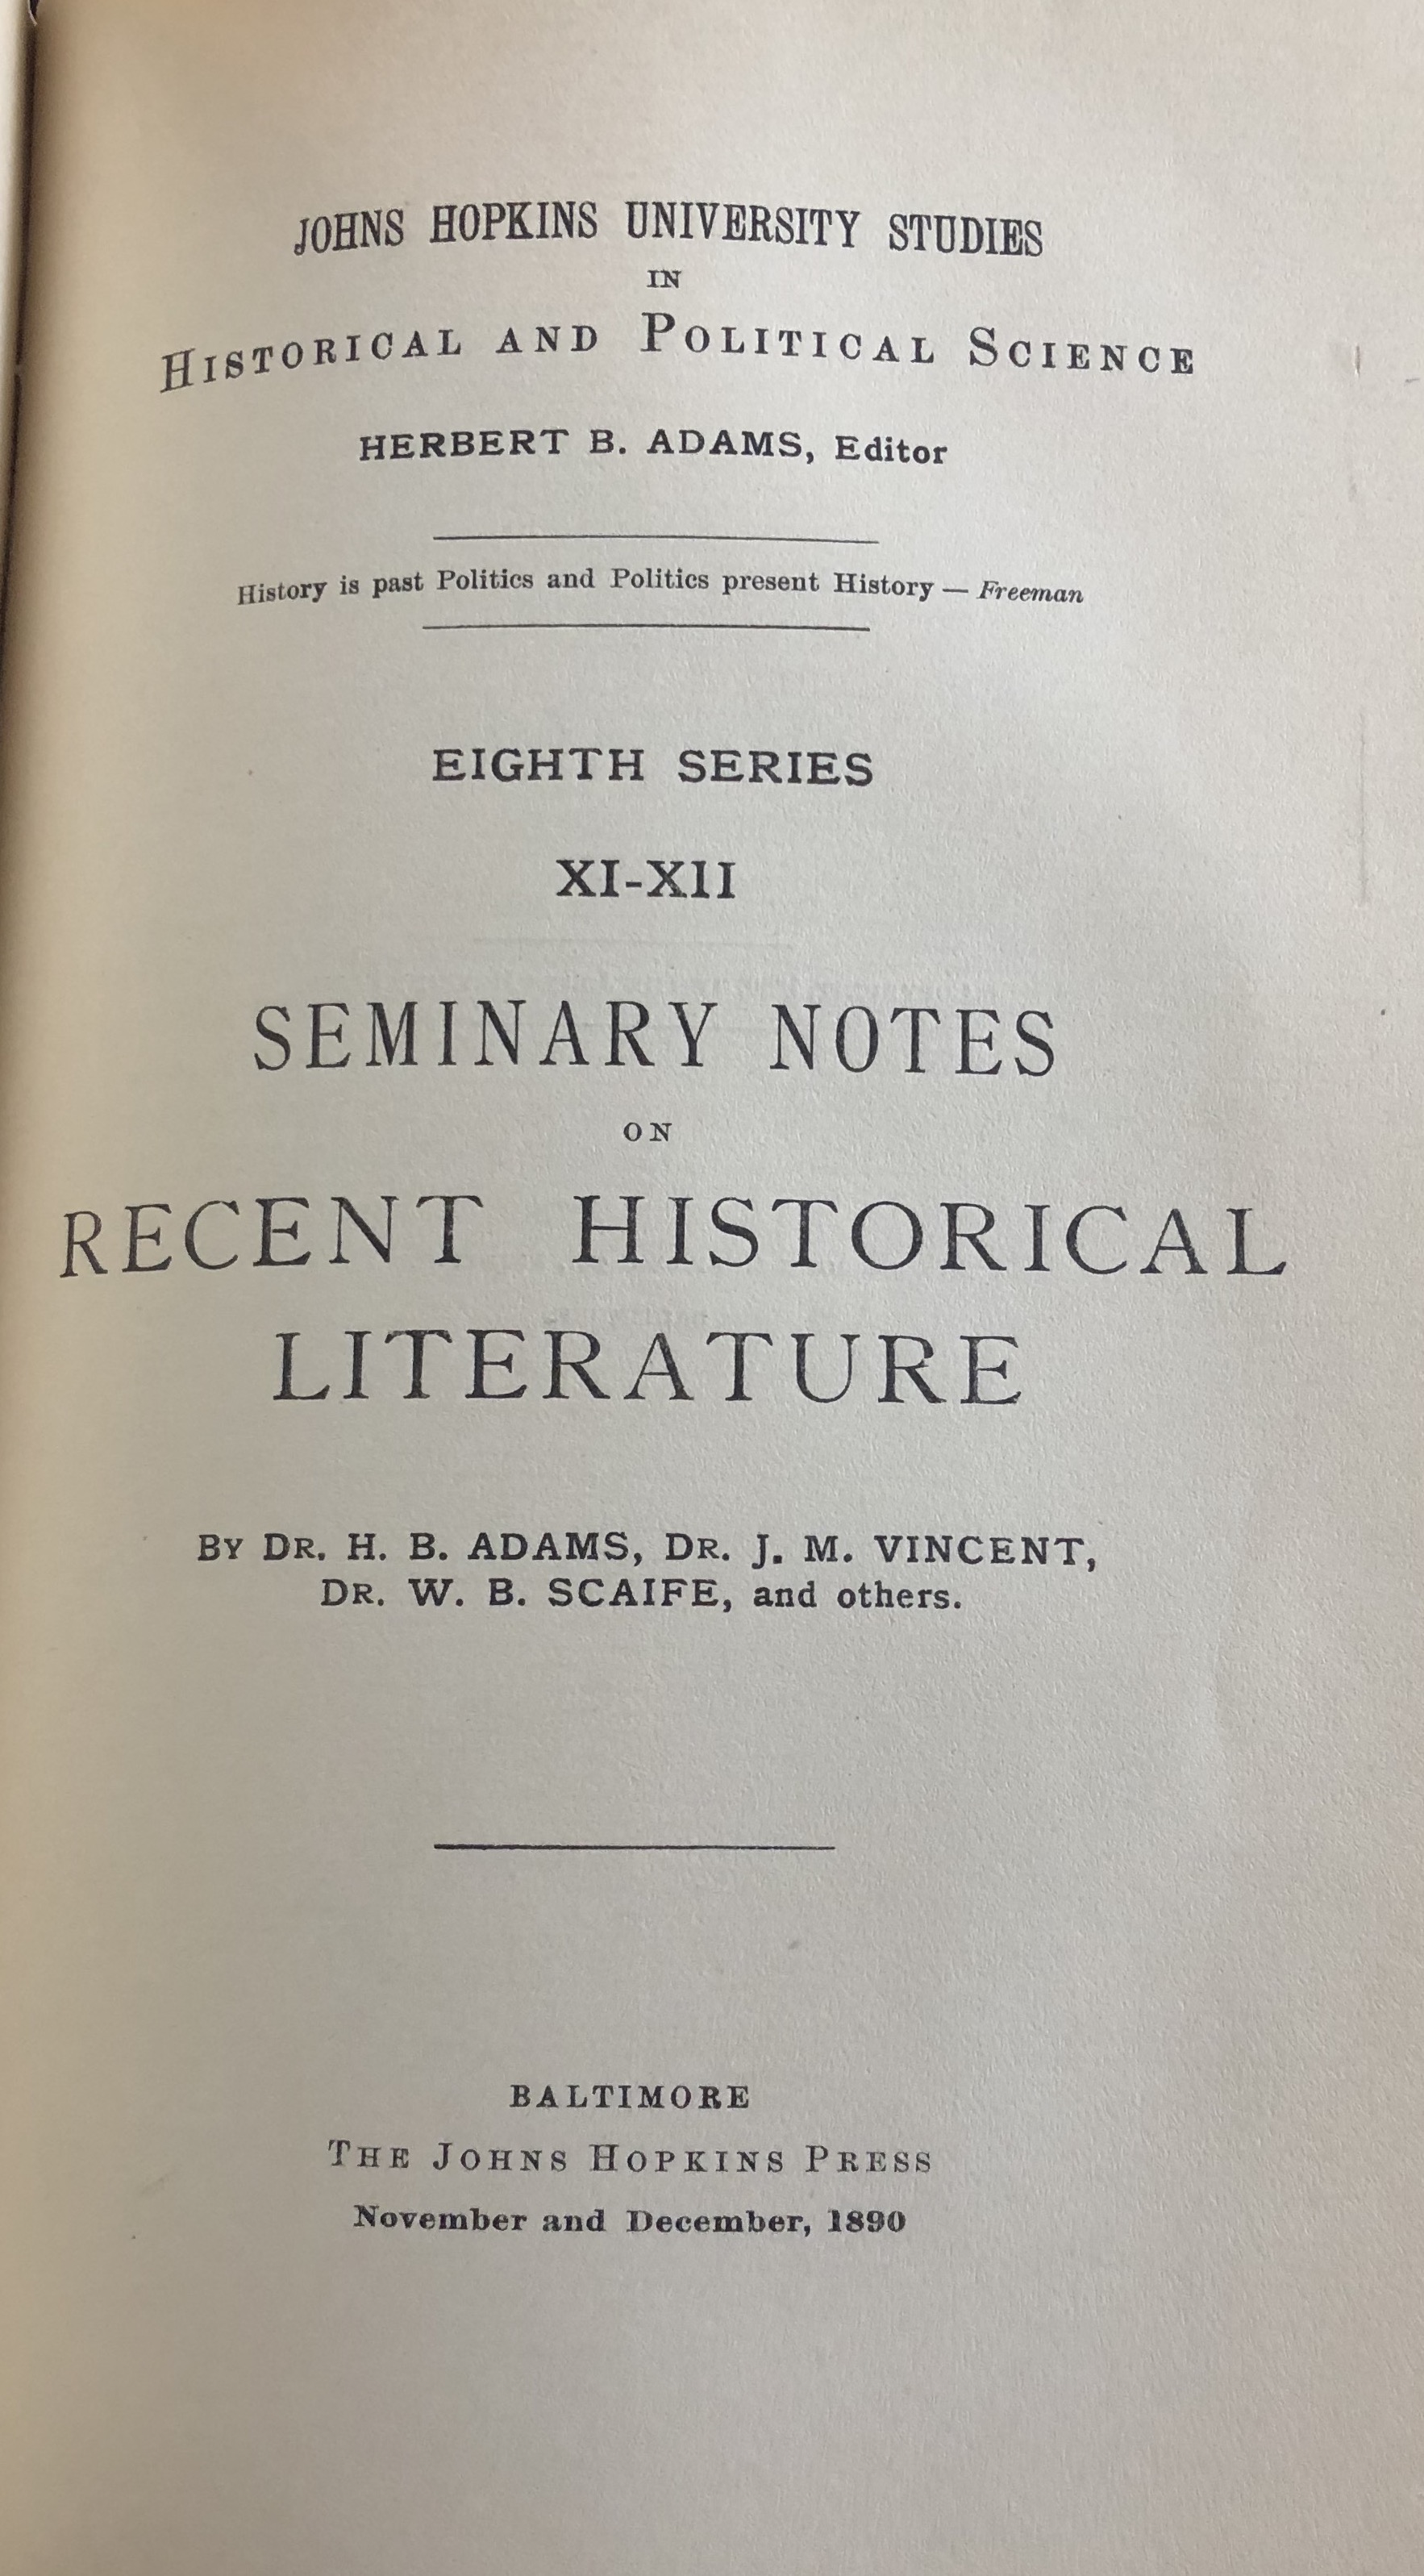 JOHNS HOPKINS UNIVERSITY STUDIES
IN
HISTORICAL AND POLITICAL SCIENCE
HERBERT B. ADAMS, Editor
History is past Politics and Politics present History — Freeman
EIGHTH SERIES
XI-XII
SEMINARY NOTES
ON
RECENT HISTORICAL
LITERATURE
BY DR. H. B. ADAMS, DR. J. M. VINCENT,
DR. W. B. SCAIFE, and others.
BALTIMORE
THE JOHNS HOPKINS PRESS
November and December, 1890